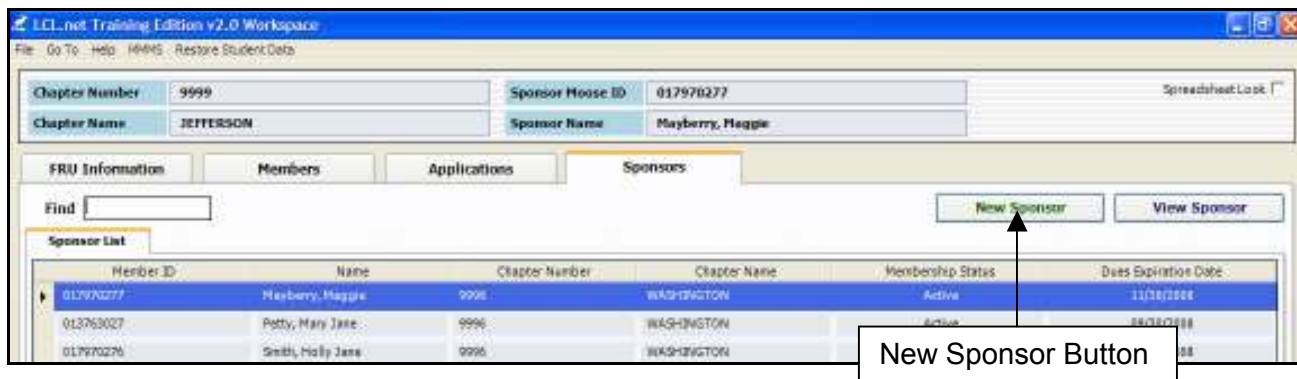 LCL.net Training Edition v2.0 Workspace
File Go To Help MMMS Restore Student Data
Chapter Number 9999 Sponsor Moose ID 017970277 Spreadsheet Look
Chapter Name JEFFERSON Sponsor Name Mayberry, Maggie
FRU Information Members Applications Sponsors
Find New Sponsor View Sponsor
Sponsor List
Member ID Name Chapter Number Chapter Name Membership Status Dues Expiration Date
017970277 Mayberry, Maggie 9996 WASHINGTON Active 11/30/2008
013763027 Petty, Mary Jane 9996 WASHINGTON Active
017970276 Smith, Holly Jane 9996 WASHINGTON
New Sponsor Button